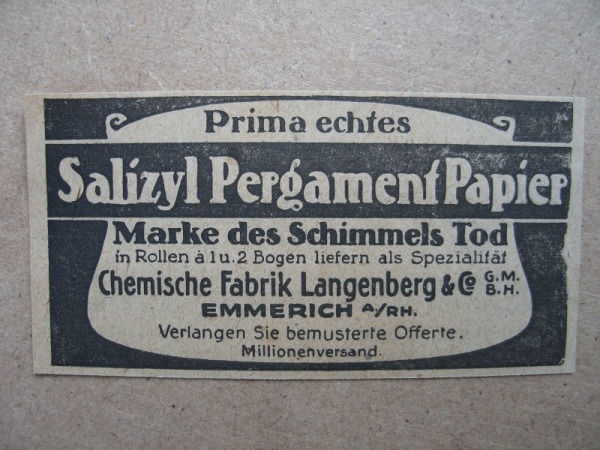 Prima echtes
Salizyl Pergament Papier
Marke des Schimmels Tod
in Rollen à 1 u. 2 Bogen liefern als Spezialität
Chemische Fabrik Langenberg & Co G.M.B.H.
EMMERICH A/RH.
Verlangen Sie bemusterte Offerte.
Millionenversand.